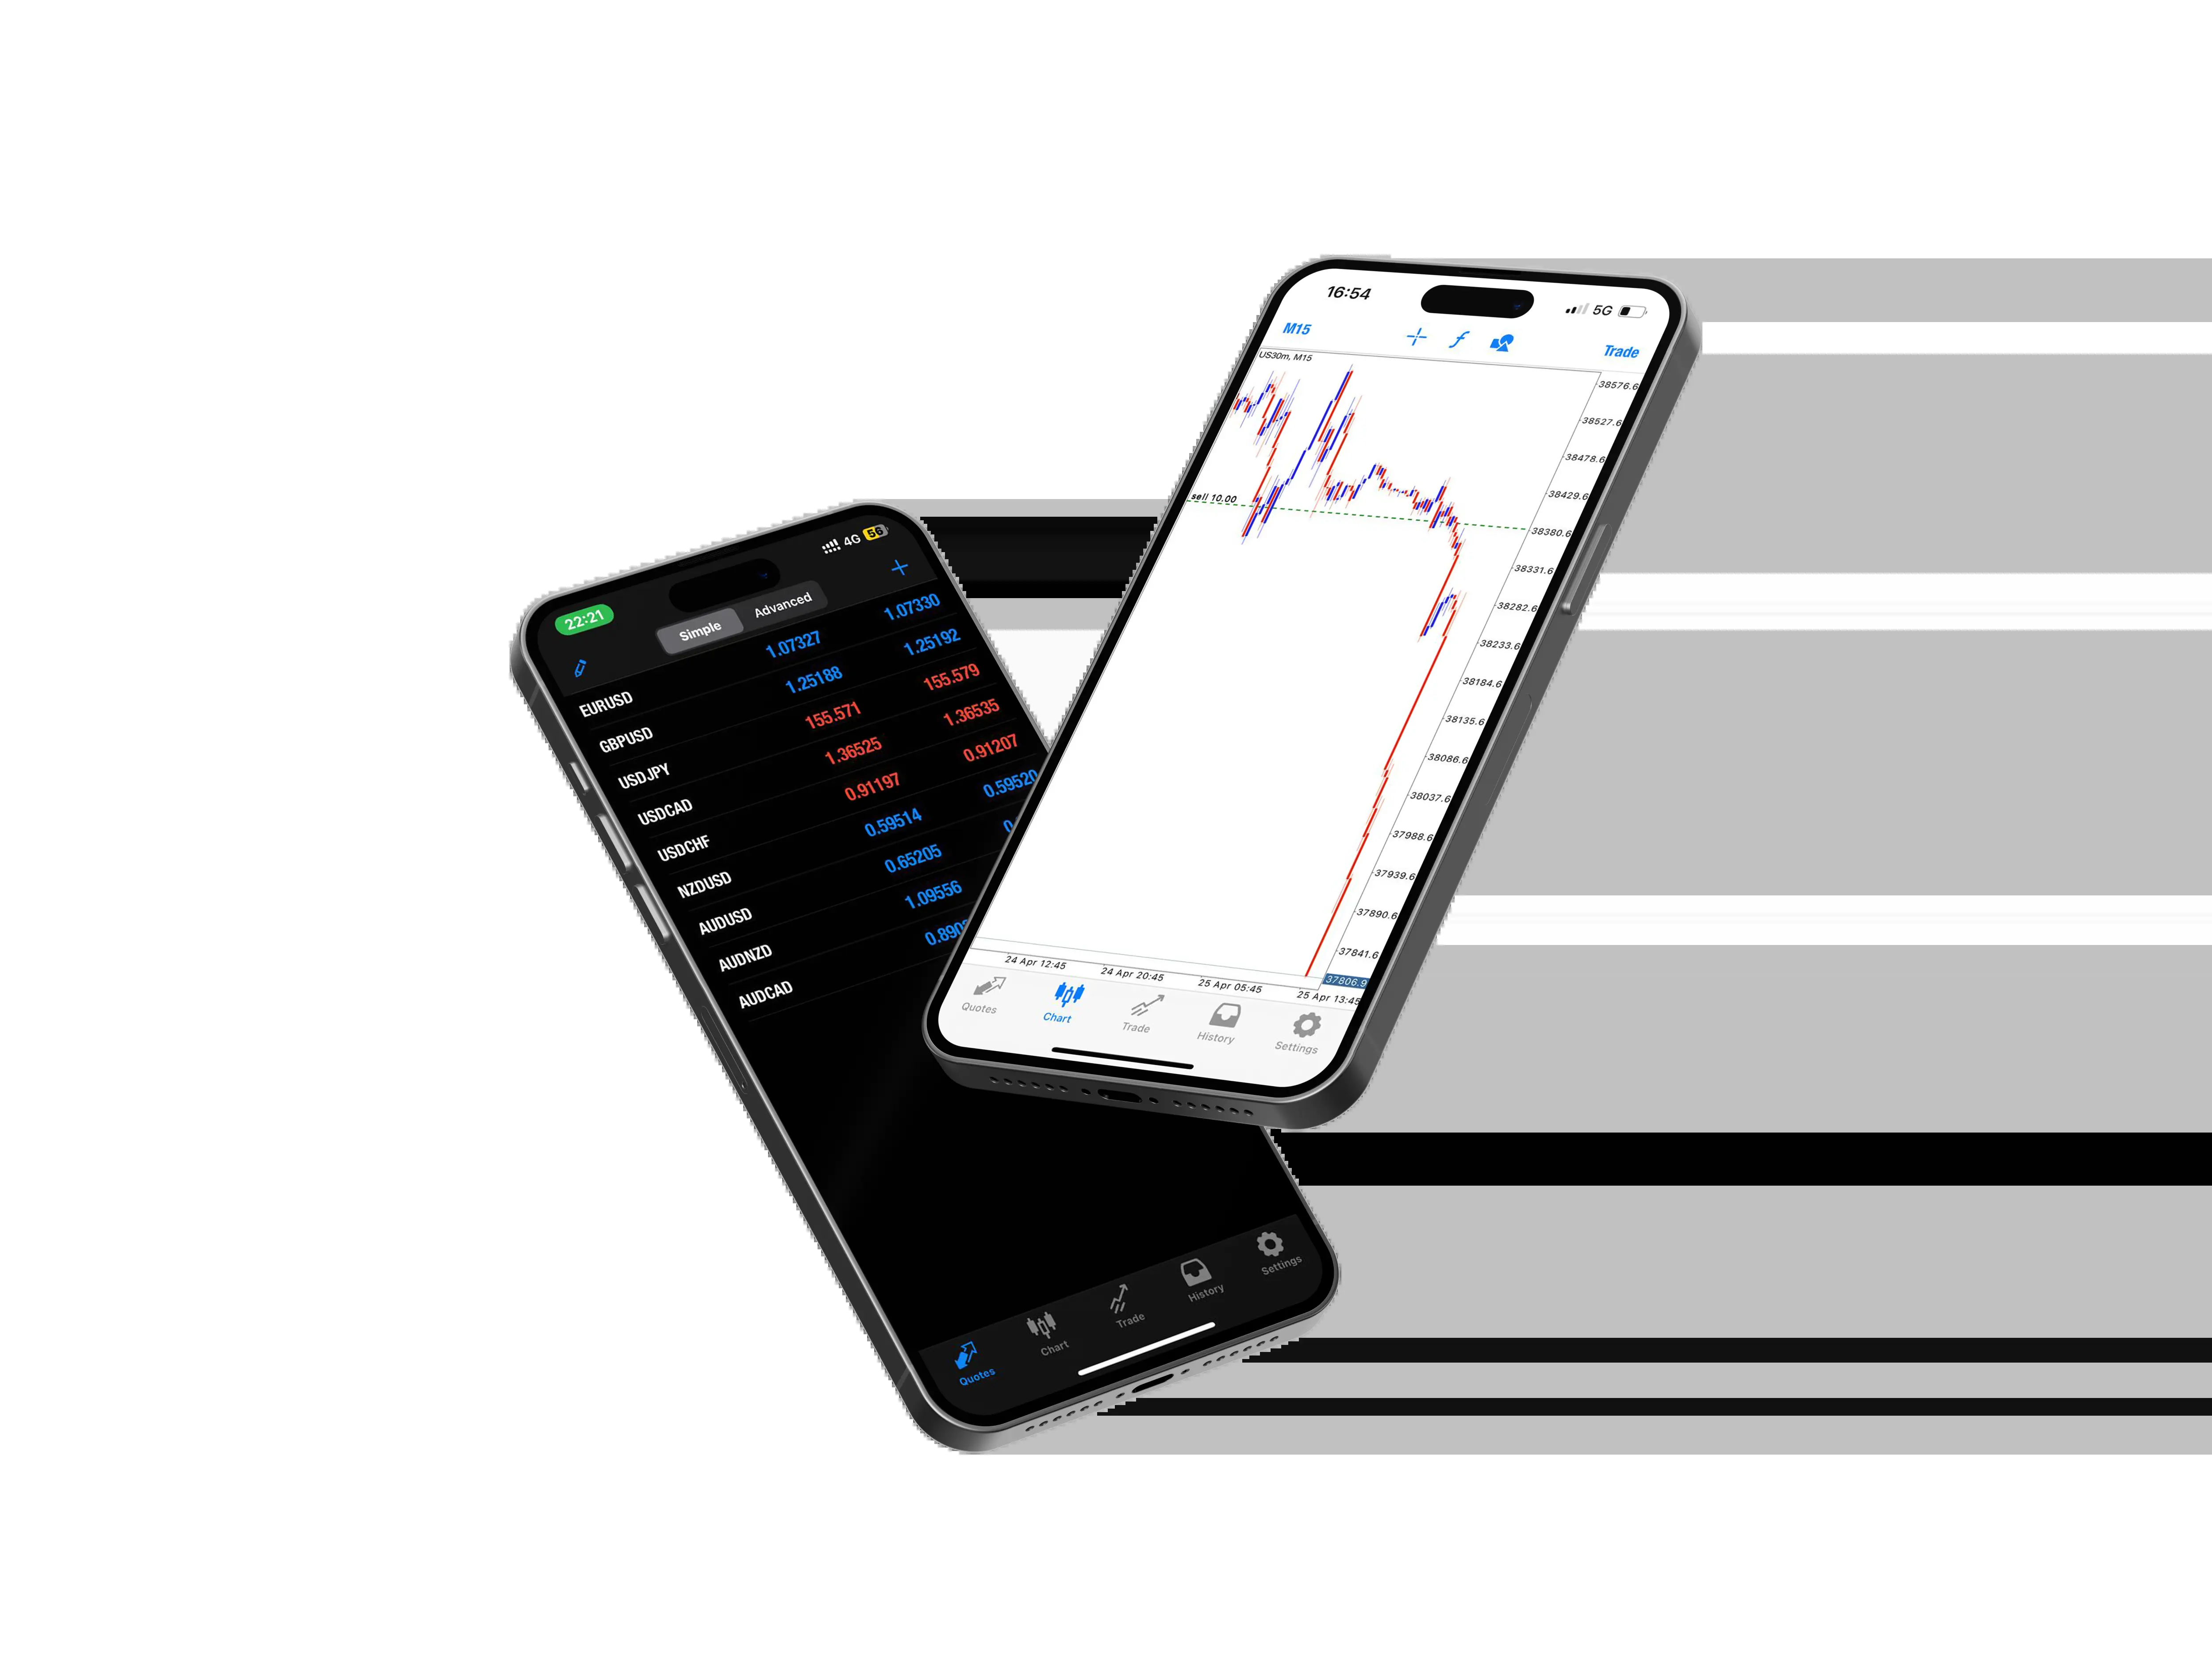 16:54
5G
M15
Trade
US30m, M15
sell 10.00
38576.6
38527.6
38478.6
38429.6
38380.6
38331.6
38282.6
38233.6
38184.6
38135.6
38086.6
38037.6
37988.6
37939.6
37890.6
37841.6
37806.9
24 Apr 12:45 24 Apr 20:45 25 Apr 05:45 25 Apr 13:45
Quotes Chart Trade History Settings
22:21
4G 56
Simple Advanced
EURUSD 1.07327 1.07330
GBPUSD 1.25188 1.25192
USDJPY 155.571 155.579
USDCAD 1.36525 1.36535
USDCHF 0.91197 0.91207
NZDUSD 0.59514 0.59520
AUDUSD 0.65205
AUDNZD 1.09556
AUDCAD
Quotes Chart Trade History Settings